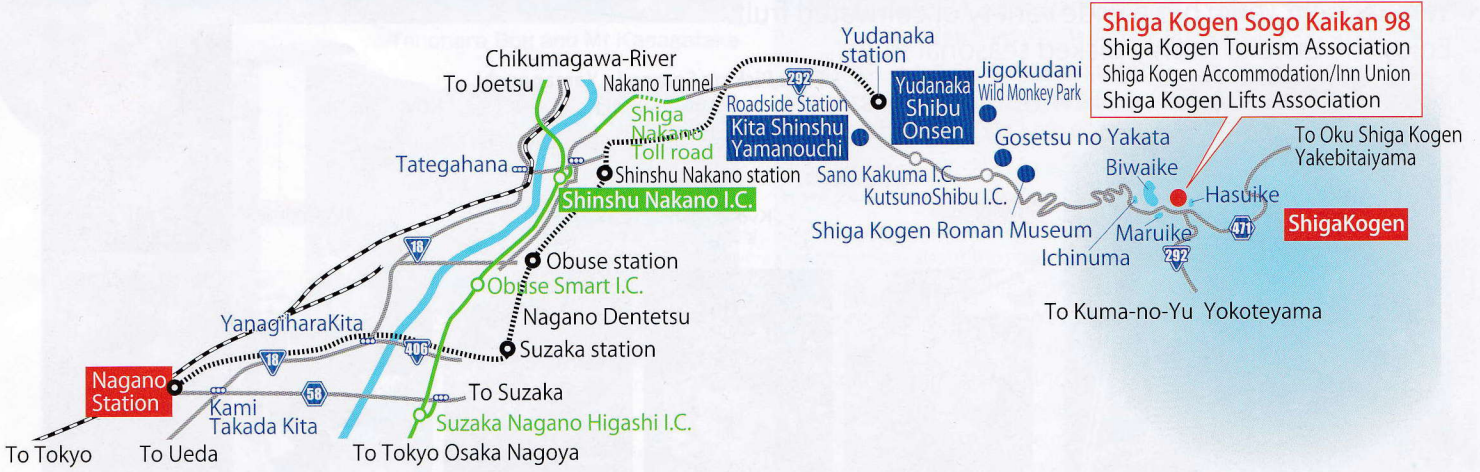 Shiga Kogen Sogo Kaikan 98
Shiga Kogen Tourism Association
Shiga Kogen Accommodation/Inn Union
Shiga Kogen Lifts Association
Yudanaka
station
Chikumagawa-River
To Joetsu
Nakano Tunnel
292
Jigokudani
Wild Monkey Park
Yudanaka
Shibu
Onsen
Roadside Station
Kita Shinshu
Yamanouchi
Shiga
Nakano
Toll road
Gosetsu no Yakata
To Oku Shiga Kogen
Yakebitaiyama
Tategahana
Shinshu Nakano station
Sano Kakuma I.C.
KutsunoShibu I.C.
Biwaike
Hasuike
Shinshu Nakano I.C.
Shiga Kogen Roman Museum
Maruike
471
ShigaKogen
Ichinuma
292
18
Obuse station
Obuse Smart I.C.
To Kuma-no-Yu Yokoteyama
Nagano Dentetsu
YanagiharaKita
18
406
Suzaka station
Nagano
Station
58
To Suzaka
Kami
Takada Kita
Suzaka Nagano Higashi I.C.
To Tokyo
To Ueda
To Tokyo Osaka Nagoya